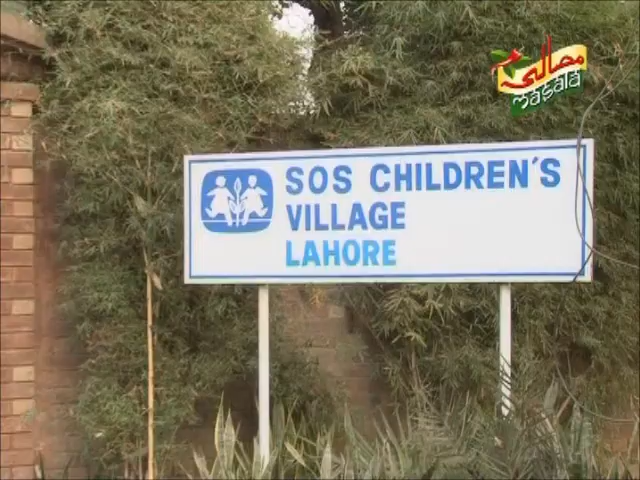 مصالحہ
masala
SOS CHILDREN'S
VILLAGE
LAHORE